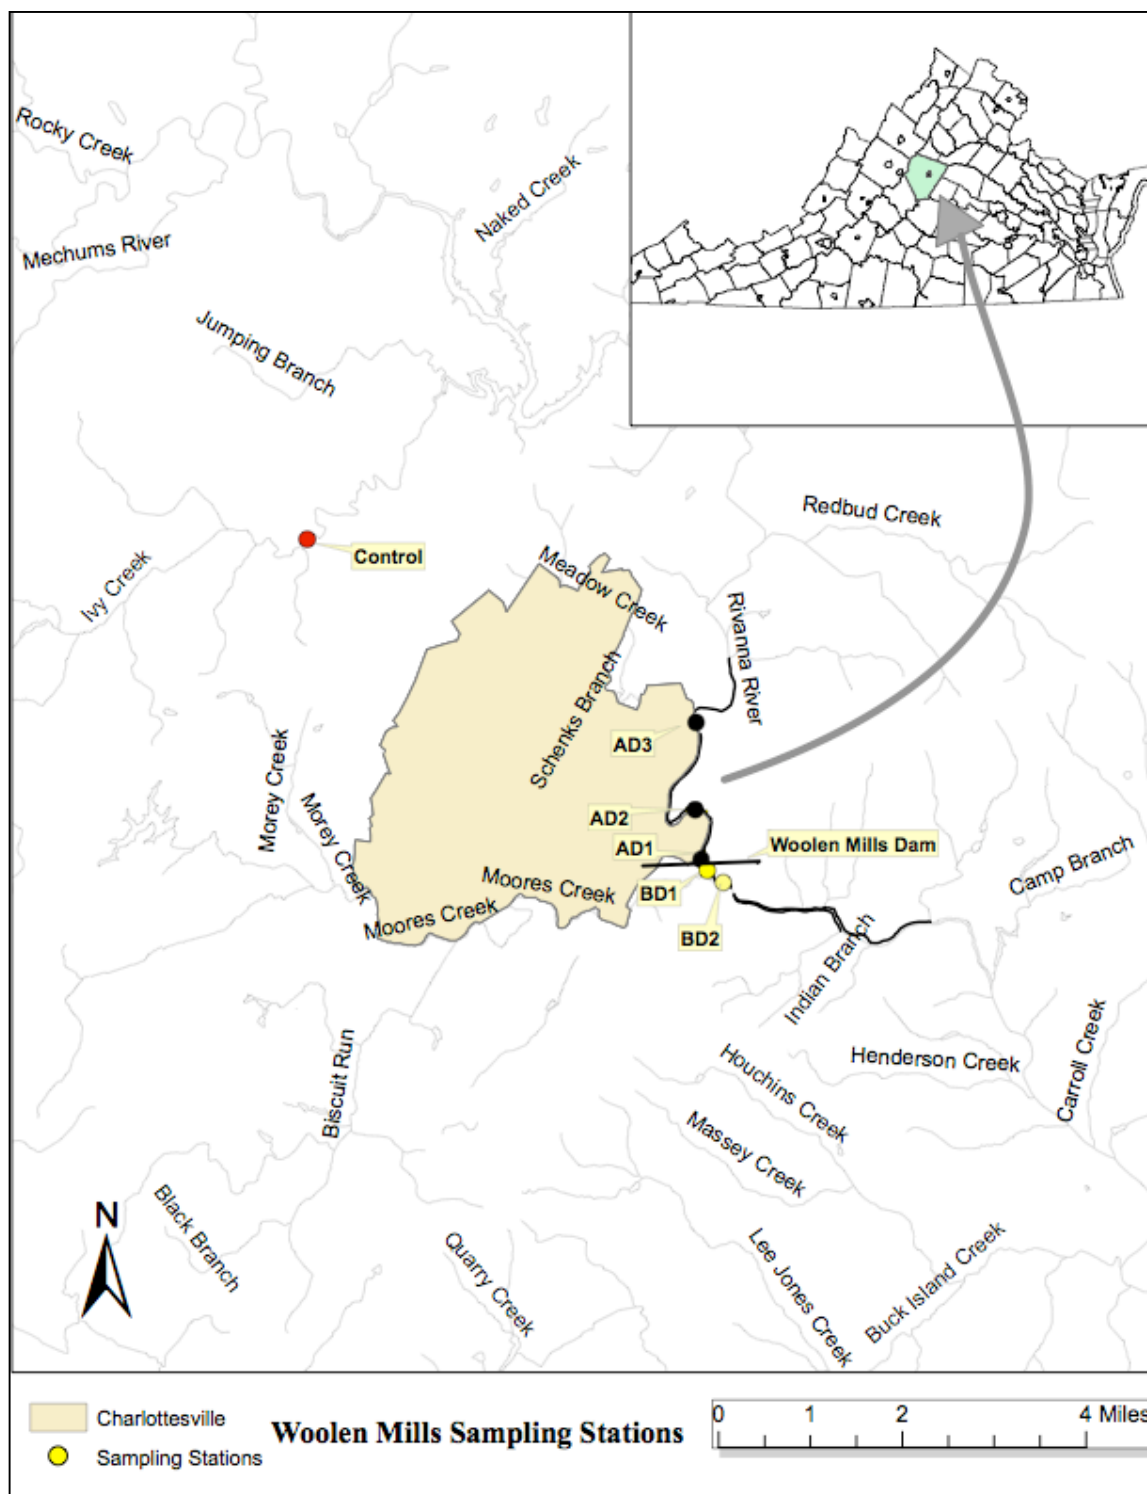 Rocky Creek
Naked Creek
Mechums River
Jumping Branch
Redbud Creek
Control
Ivy Creek
Meadow Creek
Rivanna River
Schenks Branch
AD3
Morey Creek
Morey Creek
AD2
AD1
Woolen Mills Dam
Camp Branch
Moores Creek
BD1
Moores Creek
BD2
Indian Branch
Biscuit Run
Houchins Creek
Henderson Creek
Carroll Creek
Massey Creek
N
Black Branch
Quarry Creek
Lee Jones Creek
Buck Island Creek
Charlottesville
Sampling Stations
Woolen Mills Sampling Stations
0 1 2 4 Miles